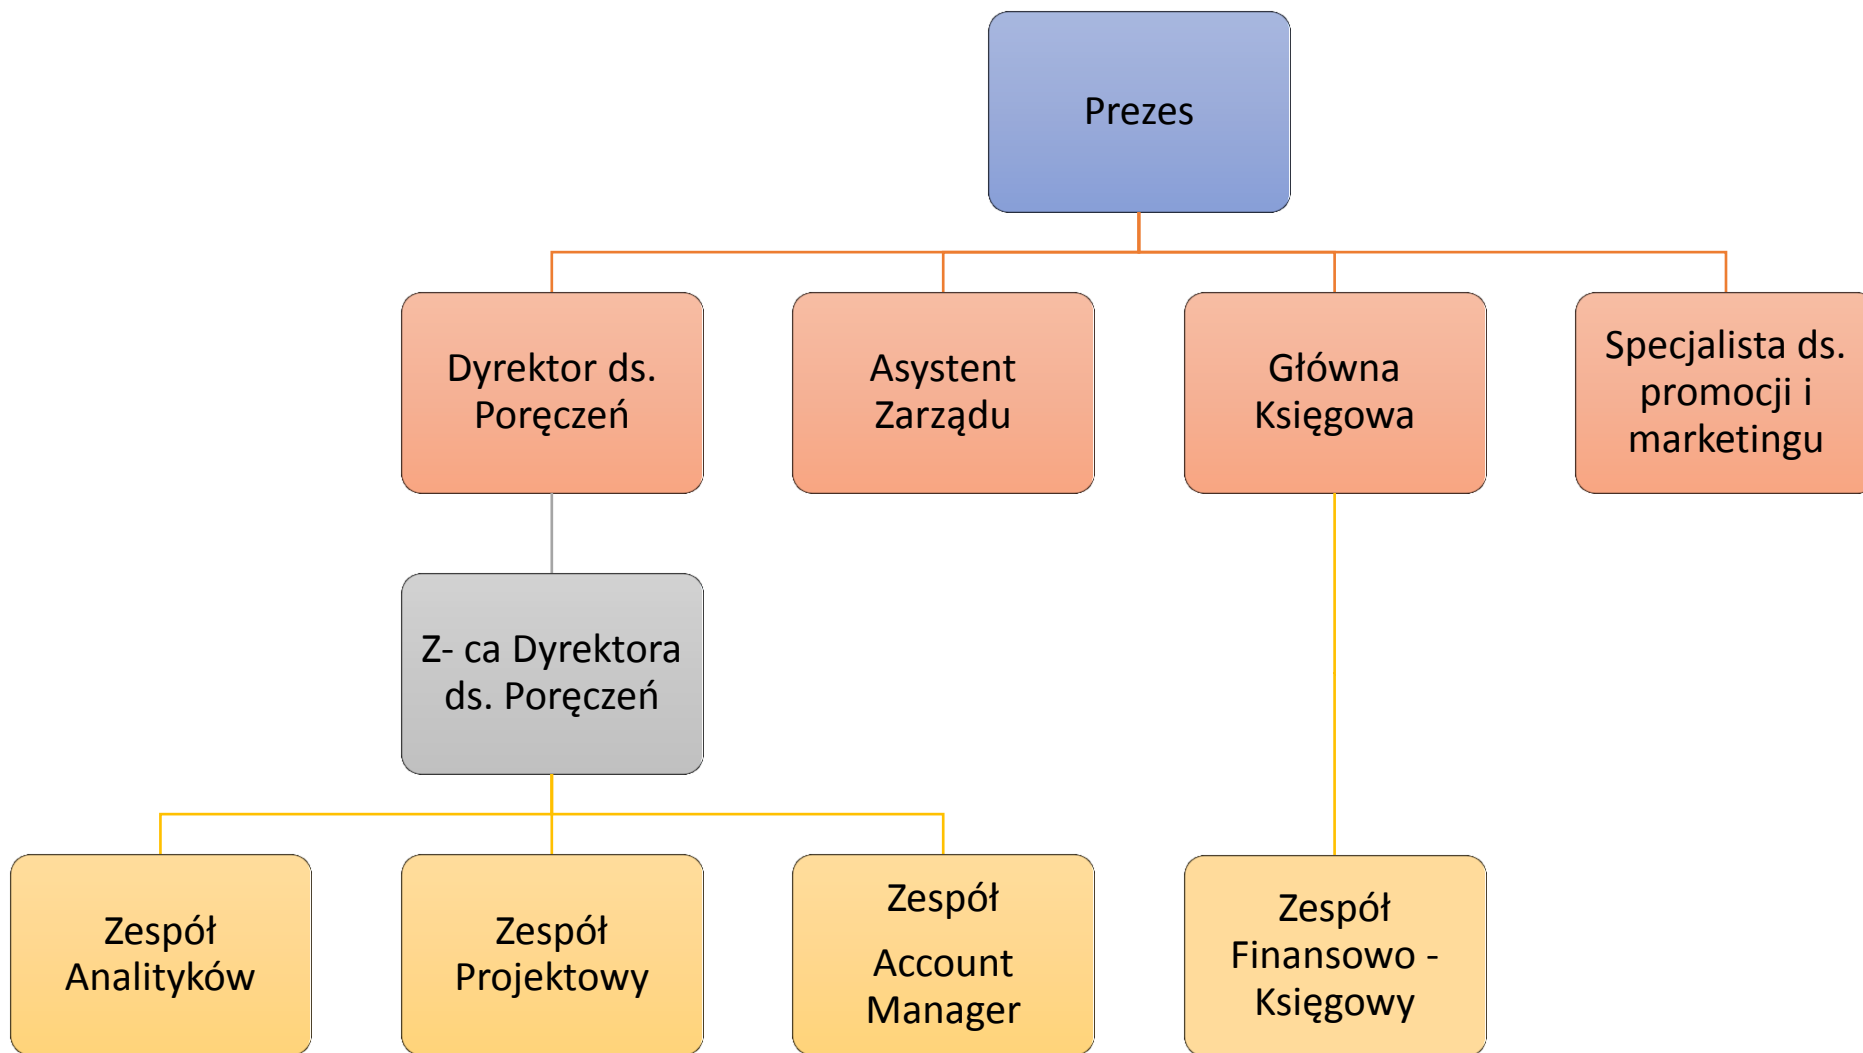 Prezes
Dyrektor ds.
Poręczeń
Asystent
Zarządu
Główna
Księgowa
Specjalista ds.
promocji i
marketingu
Z- ca Dyrektora
ds. Poręczeń
Zespół
Analityków
Zespół
Projektowy
Zespół
Account
Manager
Zespół
Finansowo -
Księgowy